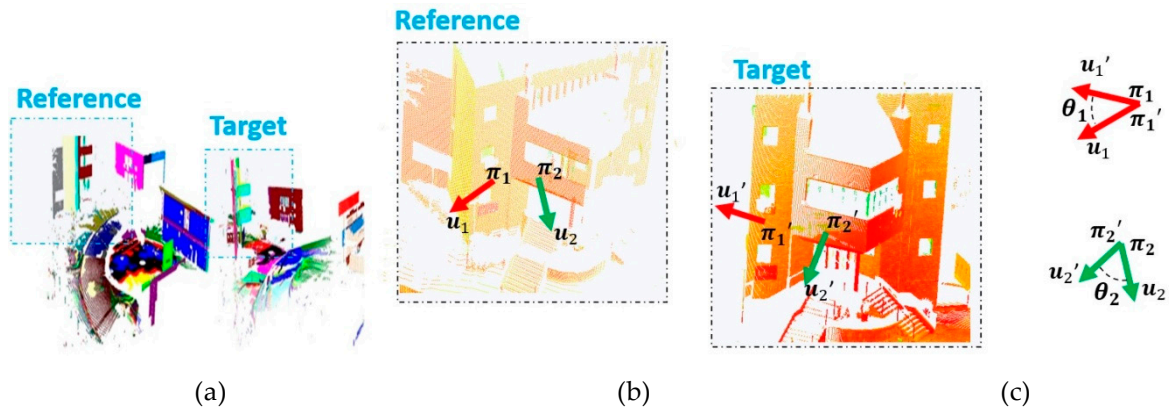 Reference
Target
Reference
π₁
π₂
u₁
u₂
Target
u₁′
π₁′
π₂′
u₂′
u₁′
π₁
θ₁
π₁′
u₁
π₂′ π₂
u₂′
θ₂
u₂
(a)
(b)
(c)